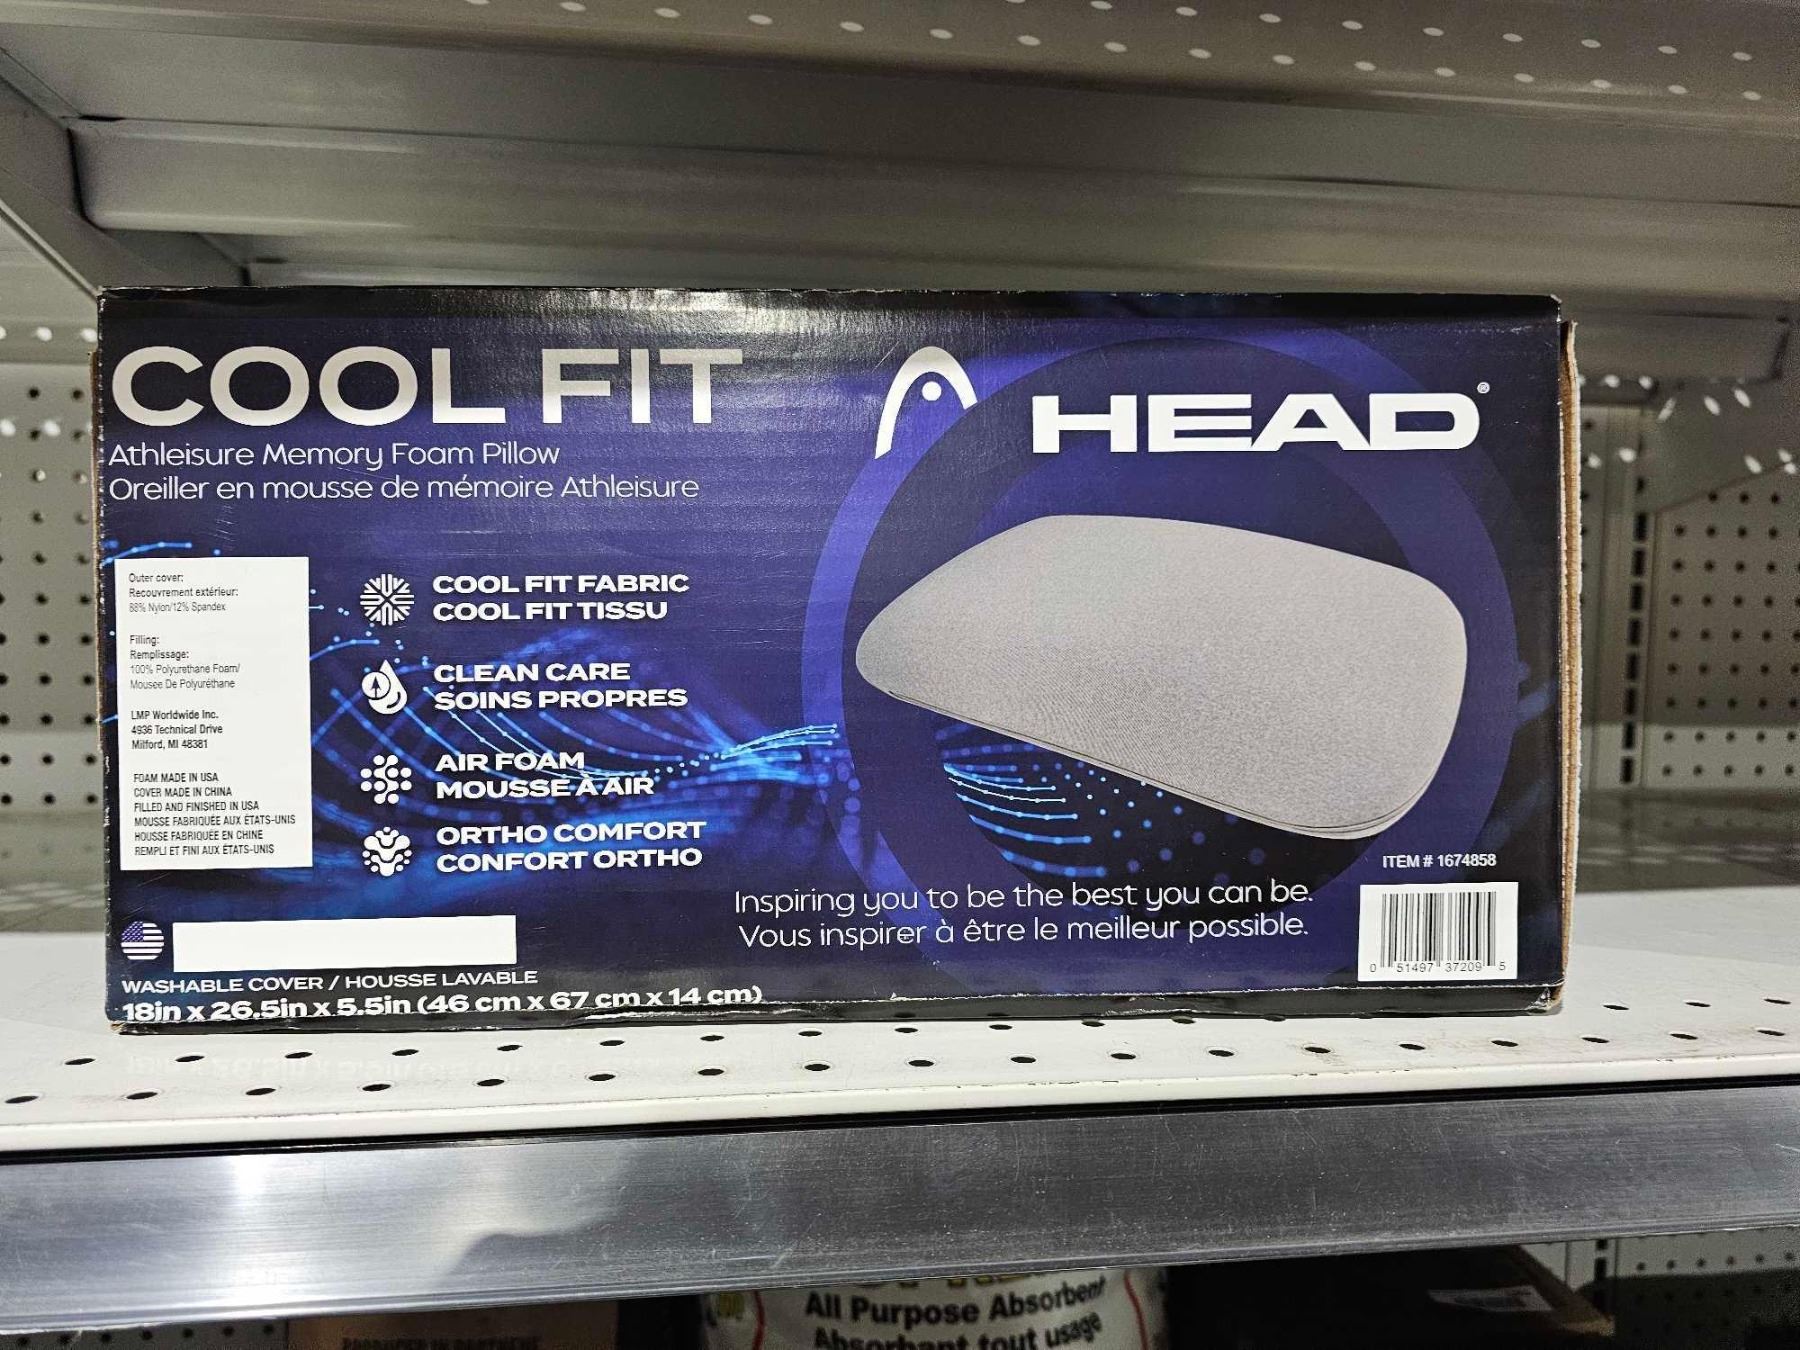 COOL FIT
Athleisure Memory Foam Pillow
Oreiller en mousse de mémoire Athleisure
HEAD®
Outer cover:
Recouvrement extérieur:
88% Nylon/12% Spandex
Filling:
Remplissage:
100% Polyurethane Foam/
Mousee De Polyuréthane
LMP Worldwide Inc.
4936 Technical Drive
Milford, MI 48381
FOAM MADE IN USA
COVER MADE IN CHINA
FILLED AND FINISHED IN USA
MOUSSE FABRIQUÉE AUX ÉTATS-UNIS
HOUSSE FABRIQUÉE EN CHINE
REMPLI ET FINI AUX ÉTATS-UNIS
COOL FIT FABRIC
COOL FIT TISSU
CLEAN CARE
SOINS PROPRES
AIR FOAM
MOUSSE À AIR
ORTHO COMFORT
CONFORT ORTHO
WASHABLE COVER / HOUSSE LAVABLE
18in x 26.5in x 5.5in (46 cm x 67 cm x 14 cm)
Inspiring you to be the best you can be.
Vous inspirer à être le meilleur possible.
ITEM # 1674858
0 51497 37209 5
All Purpose Absorbent
Absorbant tout usage